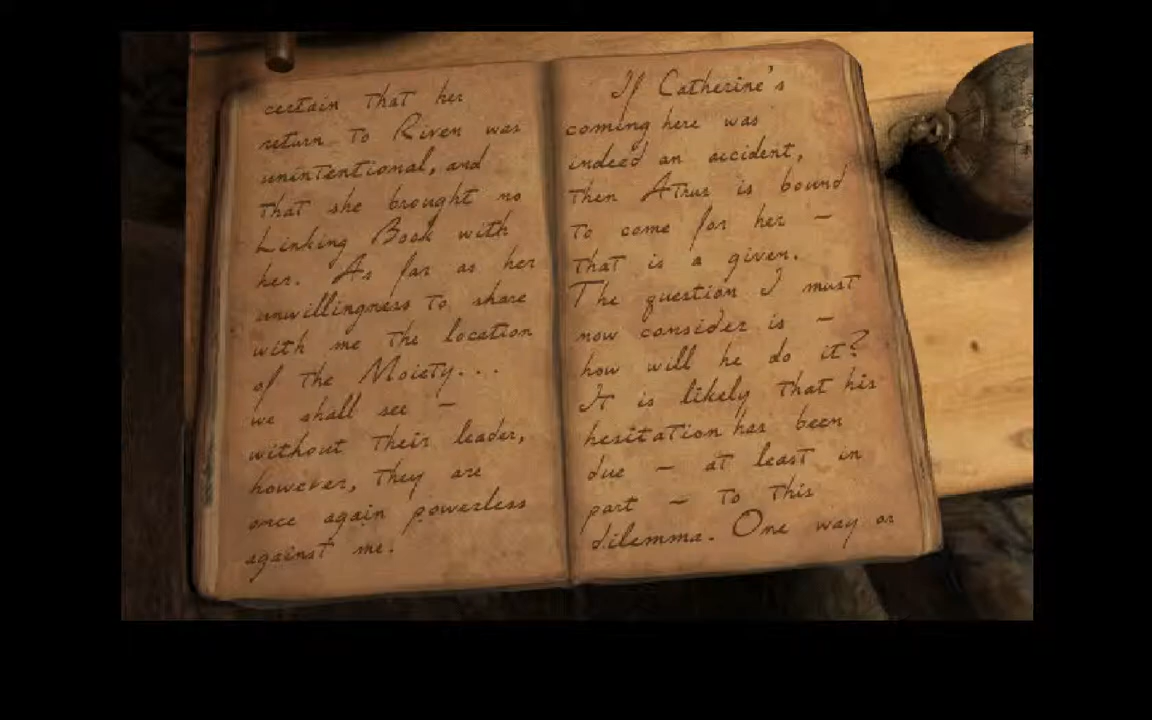 certain that her
return to Riven was
unintentional, and
that she brought no
Linking Book with
her. As far as her
unwillingness to share
with me the location
of the Moiety...
we shall see –
without their leader,
however, they are
once again powerless
against me.
If Catherine's
coming here was
indeed an accident,
then Atrus is bound
to come for her –
that is a given.
The question I must
now consider is –
how will he do it?
It is likely that his
hesitation has been
due – at least in
part – to this
dilemma. One way or